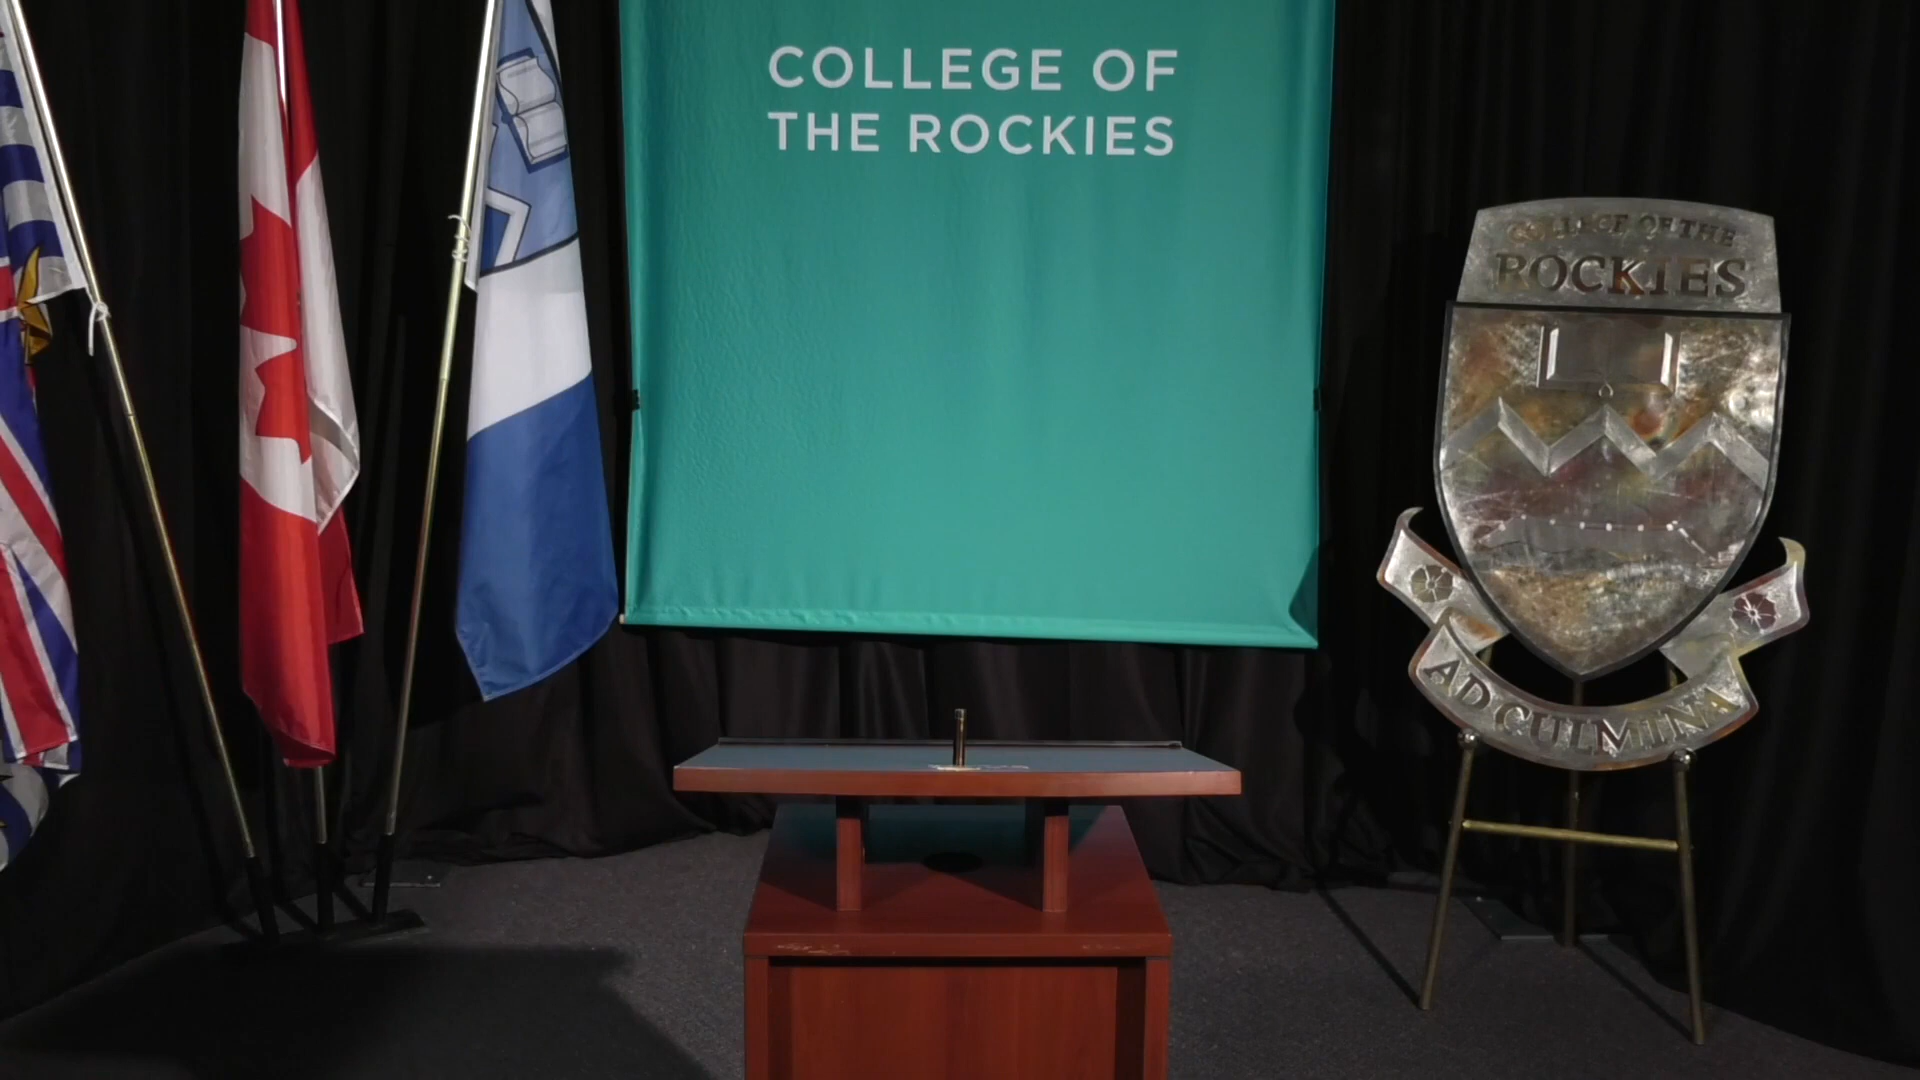 COLLEGE OF
THE ROCKIES
COLLEGE OF THE
ROCKIES
AD CULMINA